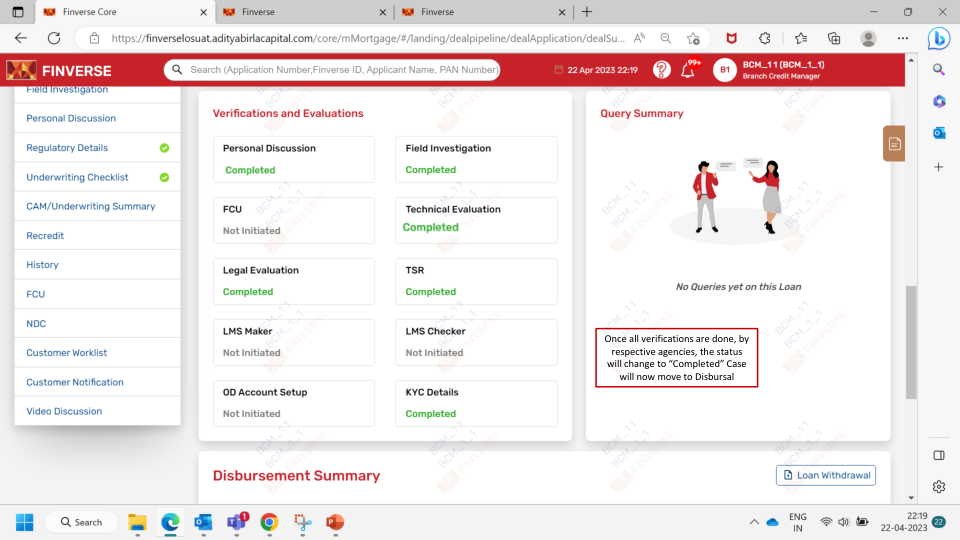 Finverse Core
Finverse
Finverse
https://finverselosuat.adityabirlacapital.com/core/mMortgage/#/landing/dealpipeline/dealApplication/dealSu...
FINVERSE
Search (Application Number,Finverse ID, Applicant Name, PAN Number)
22 Apr 2023 22:19
99+
B1
BCM_11 (BCM_1_1)
Branch Credit Manager
Field Investigation
Personal Discussion
Regulatory Details
Underwriting Checklist
CAM/Underwriting Summary
Recredit
History
FCU
NDC
Customer Worklist
Customer Notification
Video Discussion
Verifications and Evaluations
Personal Discussion
Completed
Field Investigation
Completed
FCU
Not Initiated
Technical Evaluation
Completed
Legal Evaluation
Completed
TSR
Completed
LMS Maker
Not Initiated
LMS Checker
Not Initiated
OD Account Setup
Not Initiated
KYC Details
Completed
Query Summary
No Queries yet on this Loan
Once all verifications are done, by
respective agencies, the status
will change to “Completed” Case
will now move to Disbursal
Disbursement Summary
Loan Withdrawal
Search
1
ENG
IN
22:19
22-04-2023
22